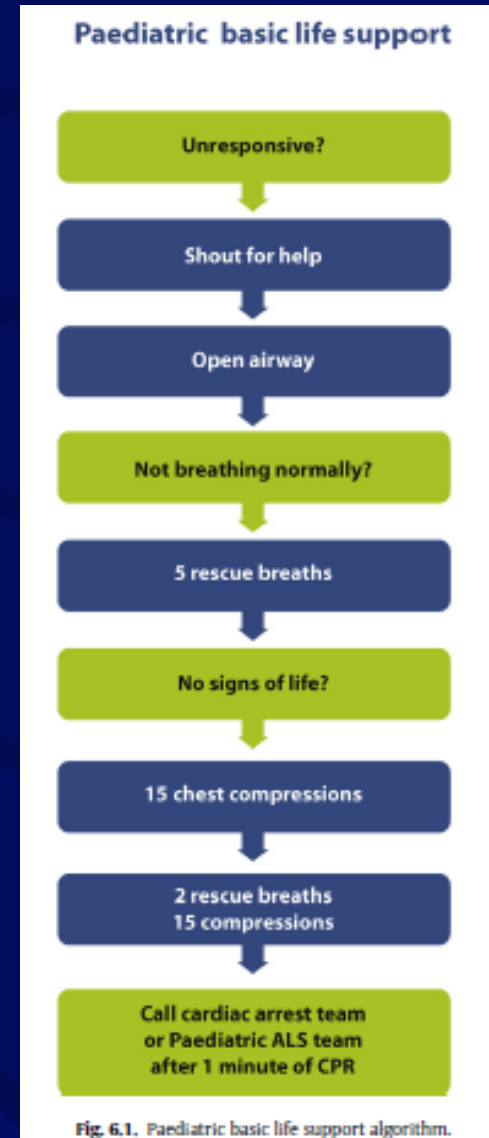 Paediatric basic life support
Unresponsive?
Shout for help
Open airway
Not breathing normally?
5 rescue breaths
No signs of life?
15 chest compressions
2 rescue breaths
15 compressions
Call cardiac arrest team
or Paediatric ALS team
after 1 minute of CPR
Fig. 6.1. Paediatric basic life support algorithm.